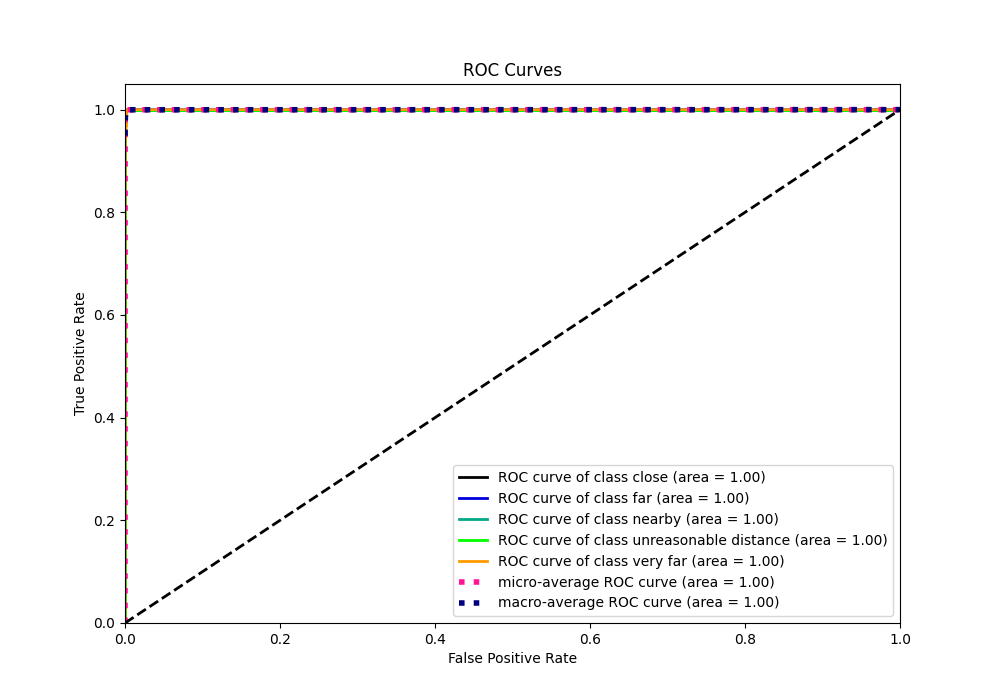 ROC Curves
True Positive Rate
1.0
0.8
0.6
0.4
0.2
0.0
ROC curve of class close (area = 1.00)
ROC curve of class far (area = 1.00)
ROC curve of class nearby (area = 1.00)
ROC curve of class unreasonable distance (area = 1.00)
ROC curve of class very far (area = 1.00)
micro-average ROC curve (area = 1.00)
macro-average ROC curve (area = 1.00)
0.0 0.2 0.4 0.6 0.8 1.0
False Positive Rate